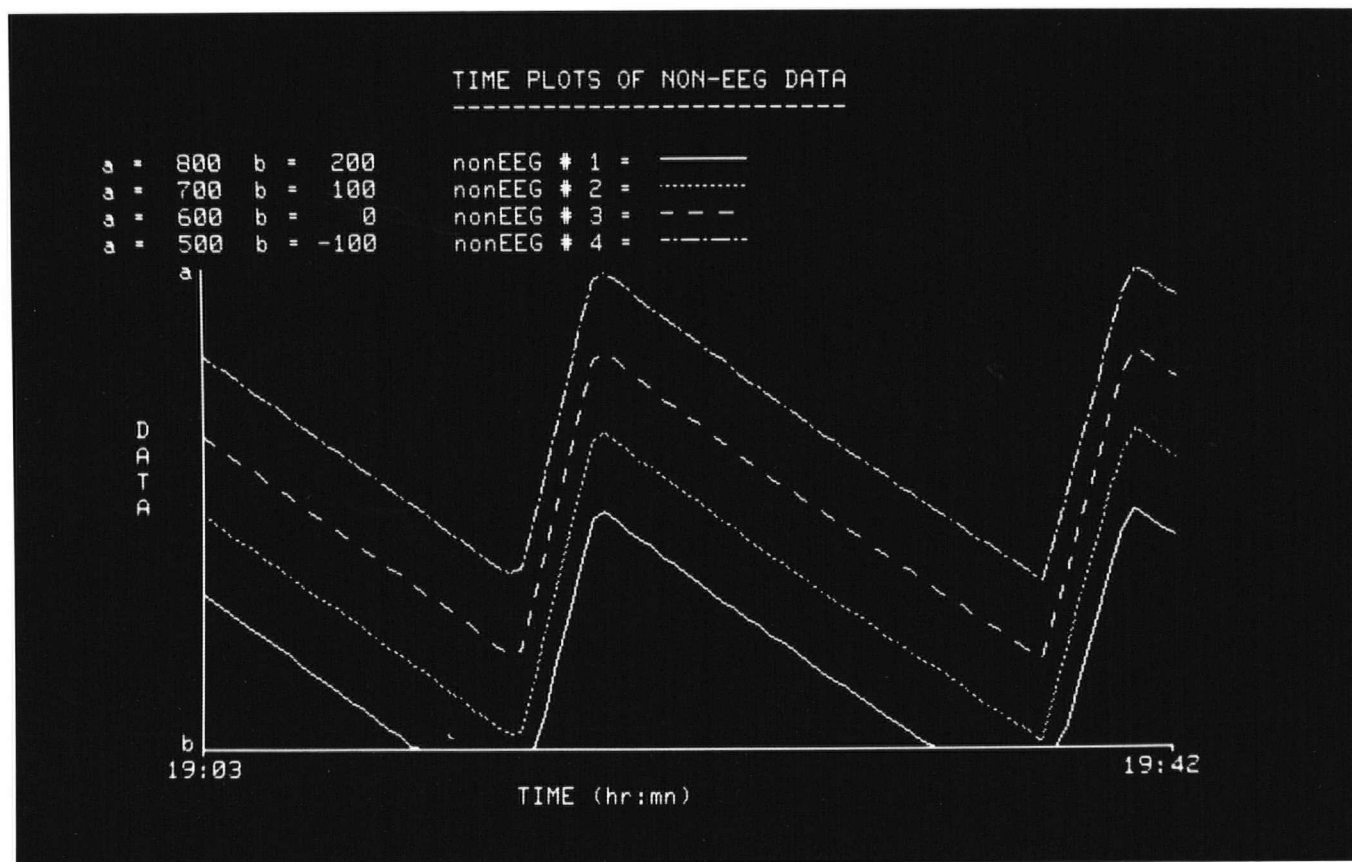 TIME PLOTS OF NON-EEG DATA
--------------------------
a = 800 b = 200 nonEEG # 1 =
a = 700 b = 100 nonEEG # 2 =
a = 600 b = 0 nonEEG # 3 =
a = 500 b = -100 nonEEG # 4 =
a
DATA
b
19:03 19:42
TIME (hr:mn)